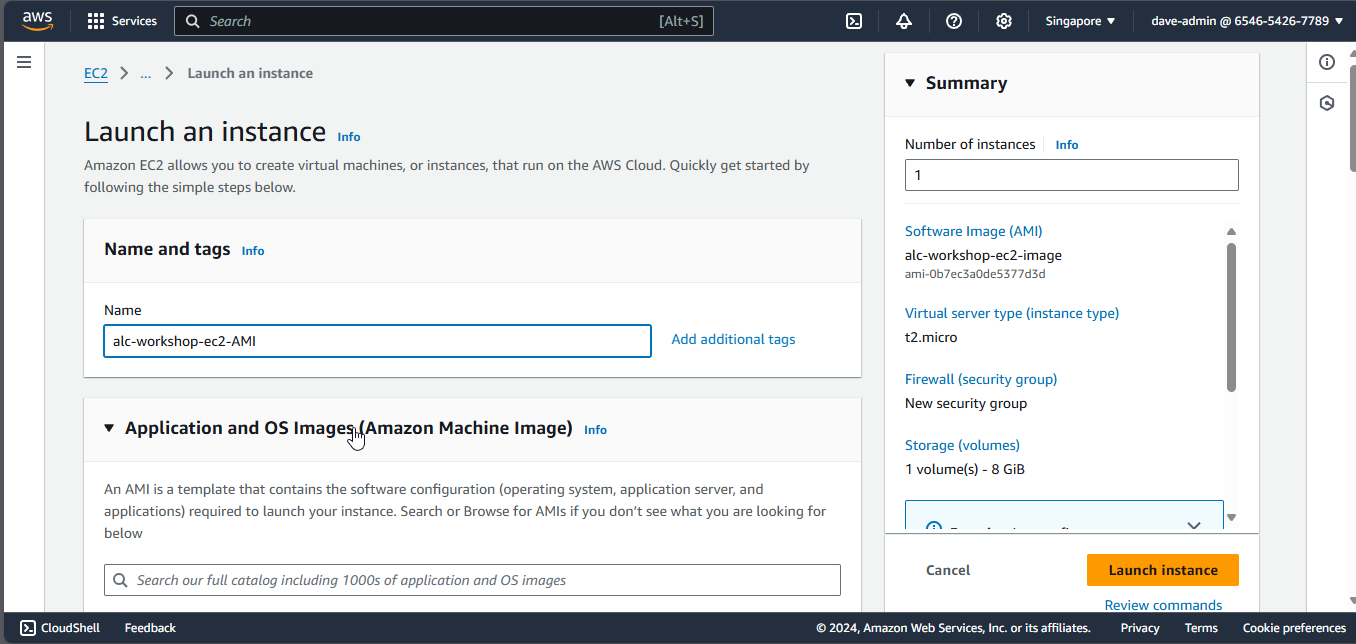 aws
Services
Search
[Alt+S]
Singapore
dave-admin @ 6546-5426-7789
EC2
...
Launch an instance
Launch an instance Info
Amazon EC2 allows you to create virtual machines, or instances, that run on the AWS Cloud. Quickly get started by
following the simple steps below.
Name and tags Info
Name
alc-workshop-ec2-AMI
Add additional tags
Application and OS Images (Amazon Machine Image) Info
An AMI is a template that contains the software configuration (operating system, application server, and
applications) required to launch your instance. Search or Browse for AMIs if you don't see what you are looking for
below
Search our full catalog including 1000s of application and OS images
Summary
Number of instances Info
1
Software Image (AMI)
alc-workshop-ec2-image
ami-0b7ec3a0de5377d3d
Virtual server type (instance type)
t2.micro
Firewall (security group)
New security group
Storage (volumes)
1 volume(s) - 8 GiB
Cancel
Launch instance
Review commands
CloudShell
Feedback
© 2024, Amazon Web Services, Inc. or its affiliates.
Privacy
Terms
Cookie preferences